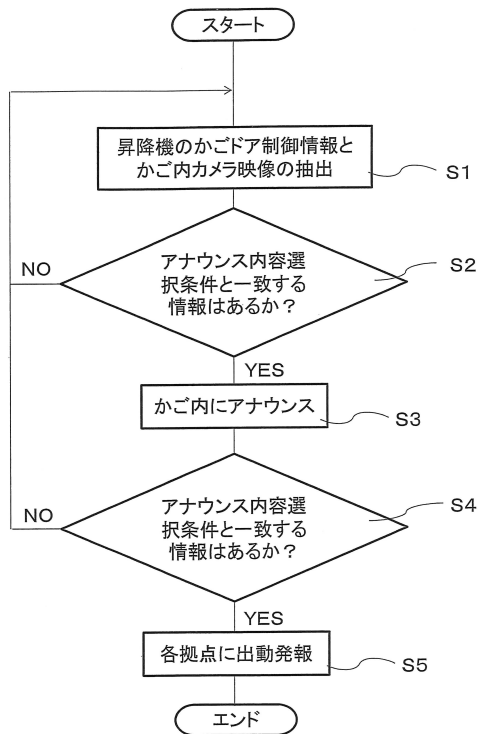 スタート
昇降機のかごドア制御情報と
かご内カメラ映像の抽出
S1
アナウンス内容選
択条件と一致する
情報はあるか？
S2
NO
YES
かご内にアナウンス
S3
アナウンス内容選
択条件と一致する
情報はあるか？
S4
NO
YES
各拠点に出動発報
S5
エンド